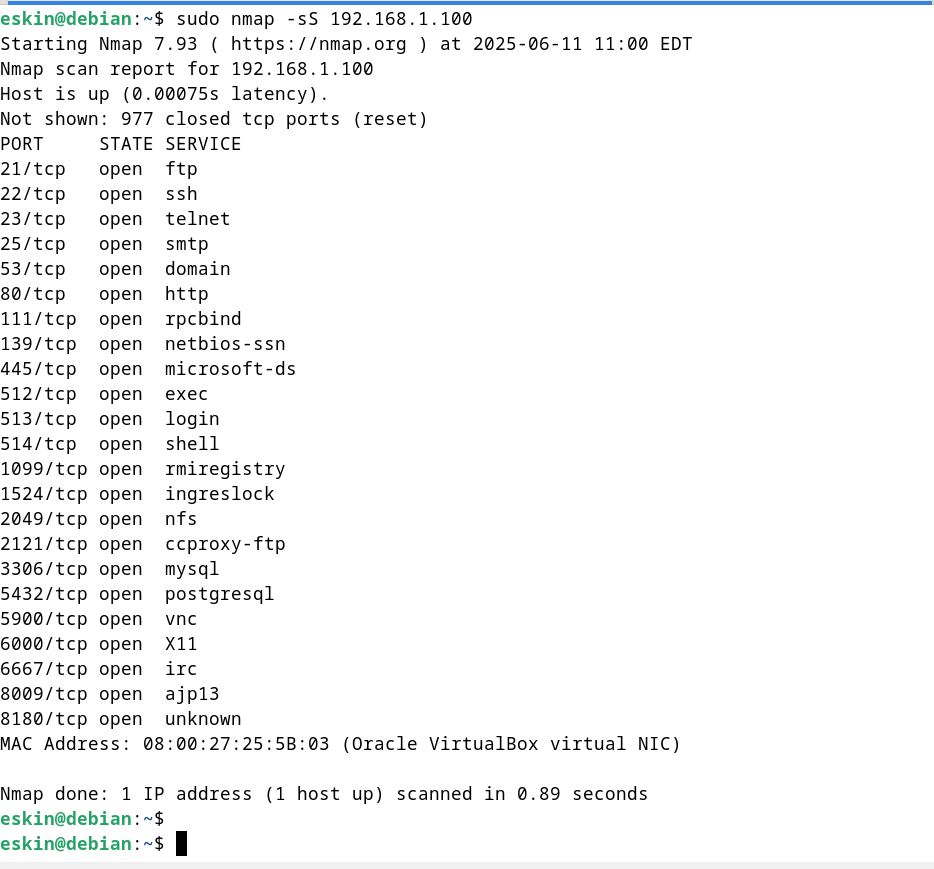 eskin@debian:~$ sudo nmap -sS 192.168.1.100
Starting Nmap 7.93 ( https://nmap.org ) at 2025-06-11 11:00 EDT
Nmap scan report for 192.168.1.100
Host is up (0.00075s latency).
Not shown: 977 closed tcp ports (reset)
PORT     STATE SERVICE
21/tcp   open  ftp
22/tcp   open  ssh
23/tcp   open  telnet
25/tcp   open  smtp
53/tcp   open  domain
80/tcp   open  http
111/tcp  open  rpcbind
139/tcp  open  netbios-ssn
445/tcp  open  microsoft-ds
512/tcp  open  exec
513/tcp  open  login
514/tcp  open  shell
1099/tcp open  rmiregistry
1524/tcp open  ingreslock
2049/tcp open  nfs
2121/tcp open  ccproxy-ftp
3306/tcp open  mysql
5432/tcp open  postgresql
5900/tcp open  vnc
6000/tcp open  X11
6667/tcp open  irc
8009/tcp open  ajp13
8180/tcp open  unknown
MAC Address: 08:00:27:25:5B:03 (Oracle VirtualBox virtual NIC)

Nmap done: 1 IP address (1 host up) scanned in 0.89 seconds
eskin@debian:~$
eskin@debian:~$